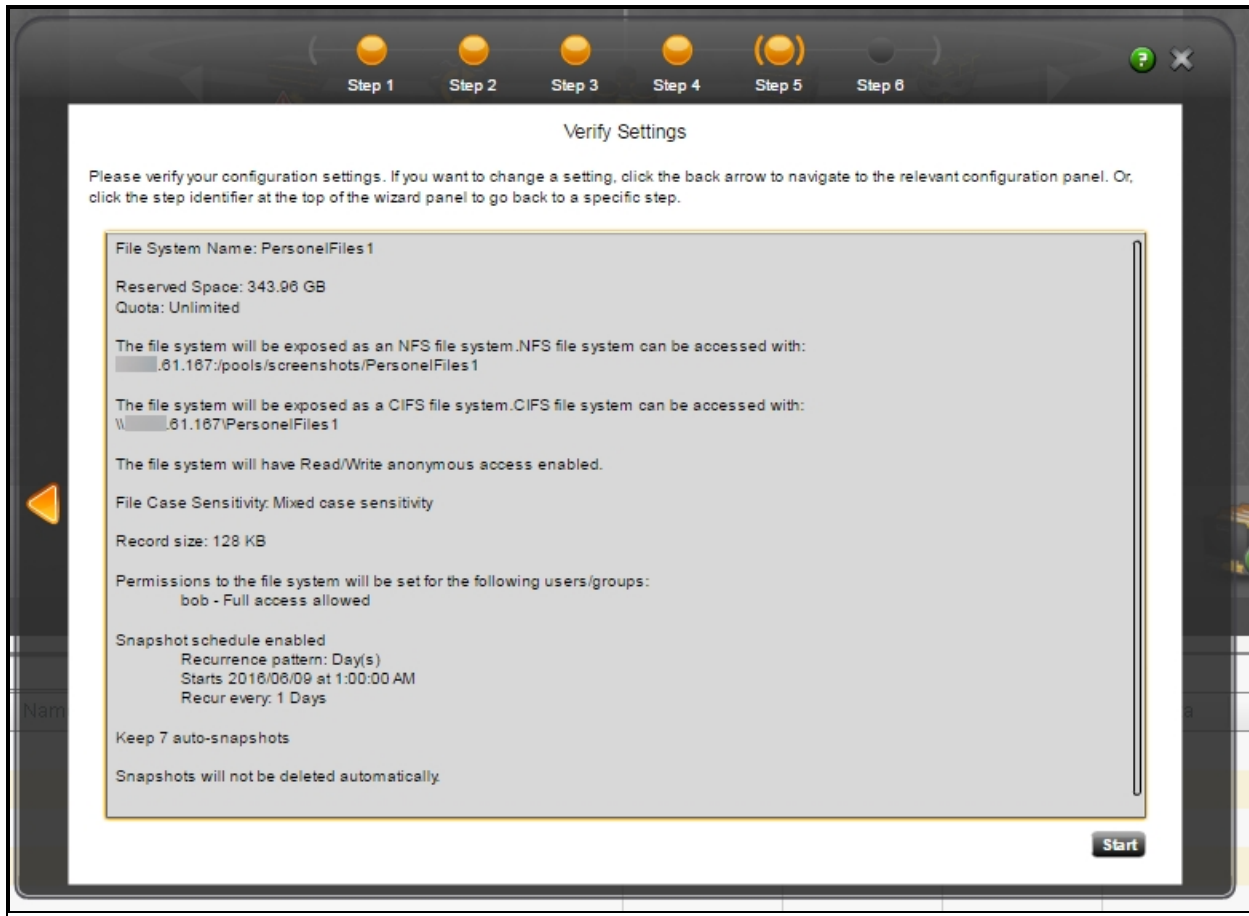 Step 1 Step 2 Step 3 Step 4 Step 5 Step 6
Verify Settings
Please verify your configuration settings. If you want to change a setting, click the back arrow to navigate to the relevant configuration panel. Or,
click the step identifier at the top of the wizard panel to go back to a specific step.
File System Name: PersonelFiles1
Reserved Space: 343.96 GB
Quota: Unlimited
The file system will be exposed as an NFS file system.NFS file system can be accessed with:
.61.167:/pools/screenshots/PersonelFiles1
The file system will be exposed as a CIFS file system.CIFS file system can be accessed with:
\\ .61.167\PersonelFiles1
The file system will have Read/Write anonymous access enabled.
File Case Sensitivity: Mixed case sensitivity
Record size: 128 KB
Permissions to the file system will be set for the following users/groups:
bob - Full access allowed
Snapshot schedule enabled
Recurrence pattern: Day(s)
Starts 2016/06/09 at 1:00:00 AM
Recur every: 1 Days
Keep 7 auto-snapshots
Snapshots will not be deleted automatically.
Start